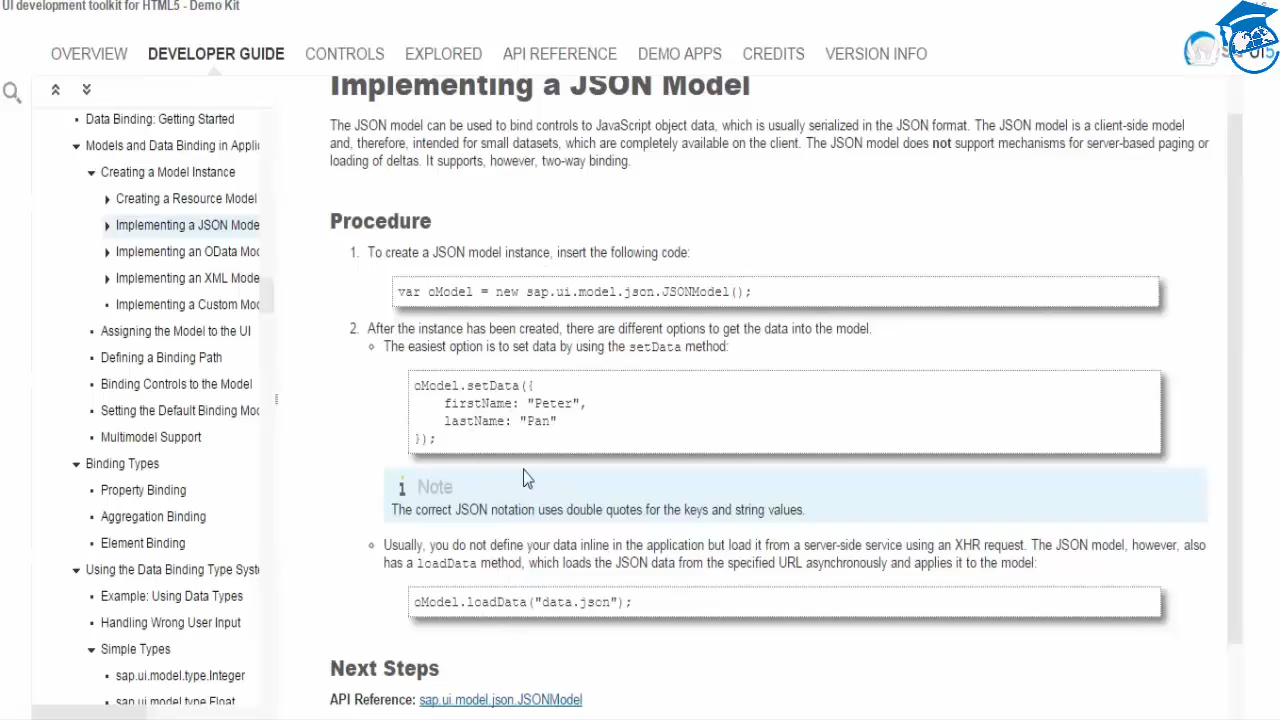 UI development toolkit for HTML5 - Demo Kit
OVERVIEW DEVELOPER GUIDE CONTROLS EXPLORED API REFERENCE DEMO APPS CREDITS VERSION INFO
Data Binding: Getting Started
Models and Data Binding in Applic
Creating a Model Instance
Creating a Resource Model
Implementing a JSON Mode
Implementing an OData Moc
Implementing an XML Mode
Implementing a Custom Moc
Assigning the Model to the UI
Defining a Binding Path
Binding Controls to the Model
Setting the Default Binding Moc
Multimodel Support
Binding Types
Property Binding
Aggregation Binding
Element Binding
Using the Data Binding Type Syste
Example: Using Data Types
Handling Wrong User Input
Simple Types
sap.ui.model.type.Integer
sap.ui.model.type.Float
Implementing a JSON Model
The JSON model can be used to bind controls to JavaScript object data, which is usually serialized in the JSON format. The JSON model is a client-side model
and, therefore, intended for small datasets, which are completely available on the client. The JSON model does not support mechanisms for server-based paging or
loading of deltas. It supports, however, two-way binding.
Procedure
1. To create a JSON model instance, insert the following code:
var oModel = new sap.ui.model.json.JSONModel();
2. After the instance has been created, there are different options to get the data into the model.
The easiest option is to set data by using the setData method:
oModel.setData({
firstName: "Peter",
lastName: "Pan"
});
Note
The correct JSON notation uses double quotes for the keys and string values.
Usually, you do not define your data inline in the application but load it from a server-side service using an XHR request. The JSON model, however, also
has a loadData method, which loads the JSON data from the specified URL asynchronously and applies it to the model:
oModel.loadData("data.json");
Next Steps
API Reference: sap.ui.model.json.JSONModel